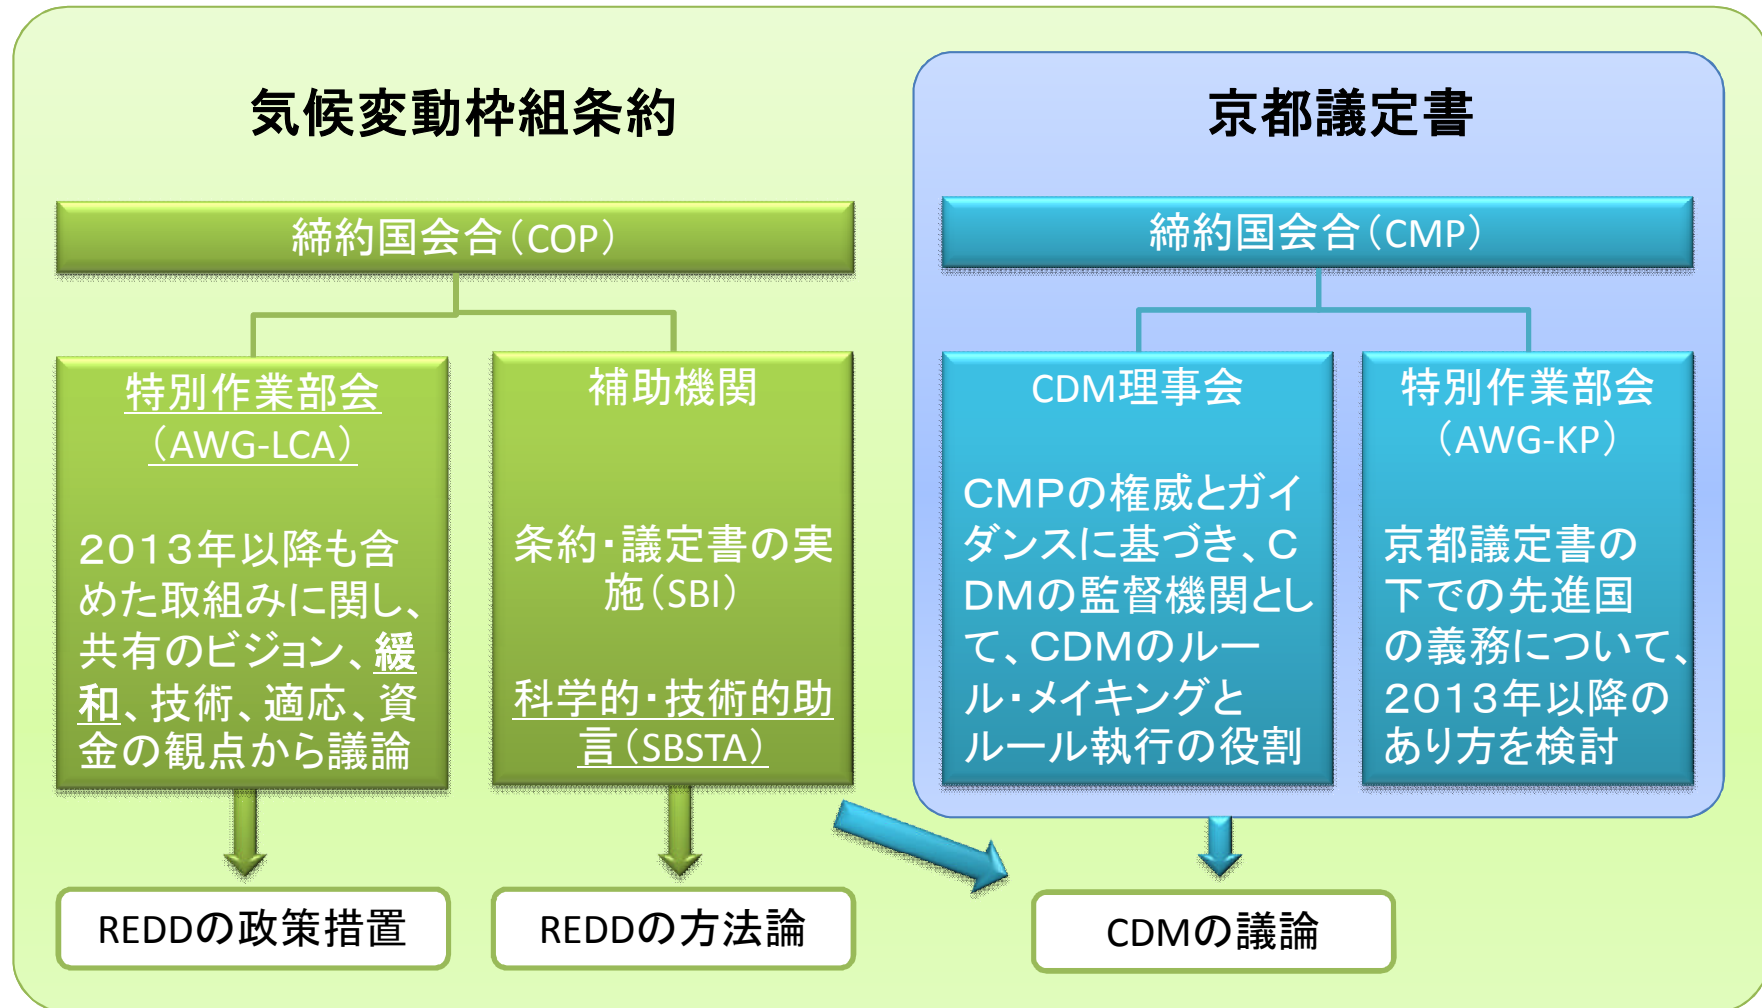 気候変動枠組条約
京都議定書
締約国会合(COP)
締約国会合(CMP)
特別作業部会
(AWG-LCA)
2013年以降も含
めた取組みに関し、
共有のビジョン、緩
和、技術、適応、資
金の観点から議論
補助機関
条約・議定書の実
施(SBI)
科学的・技術的助
言(SBSTA)
CDM理事会
CMPの権威とガイ
ダンスに基づき、C
DMの監督機関とし
て、CDMのルー
ル・メイキングと
ルール執行の役割
特別作業部会
(AWG-KP)
京都議定書の
下での先進国
の義務について、
2013年以降の
あり方を検討
REDDの政策措置
REDDの方法論
CDMの議論